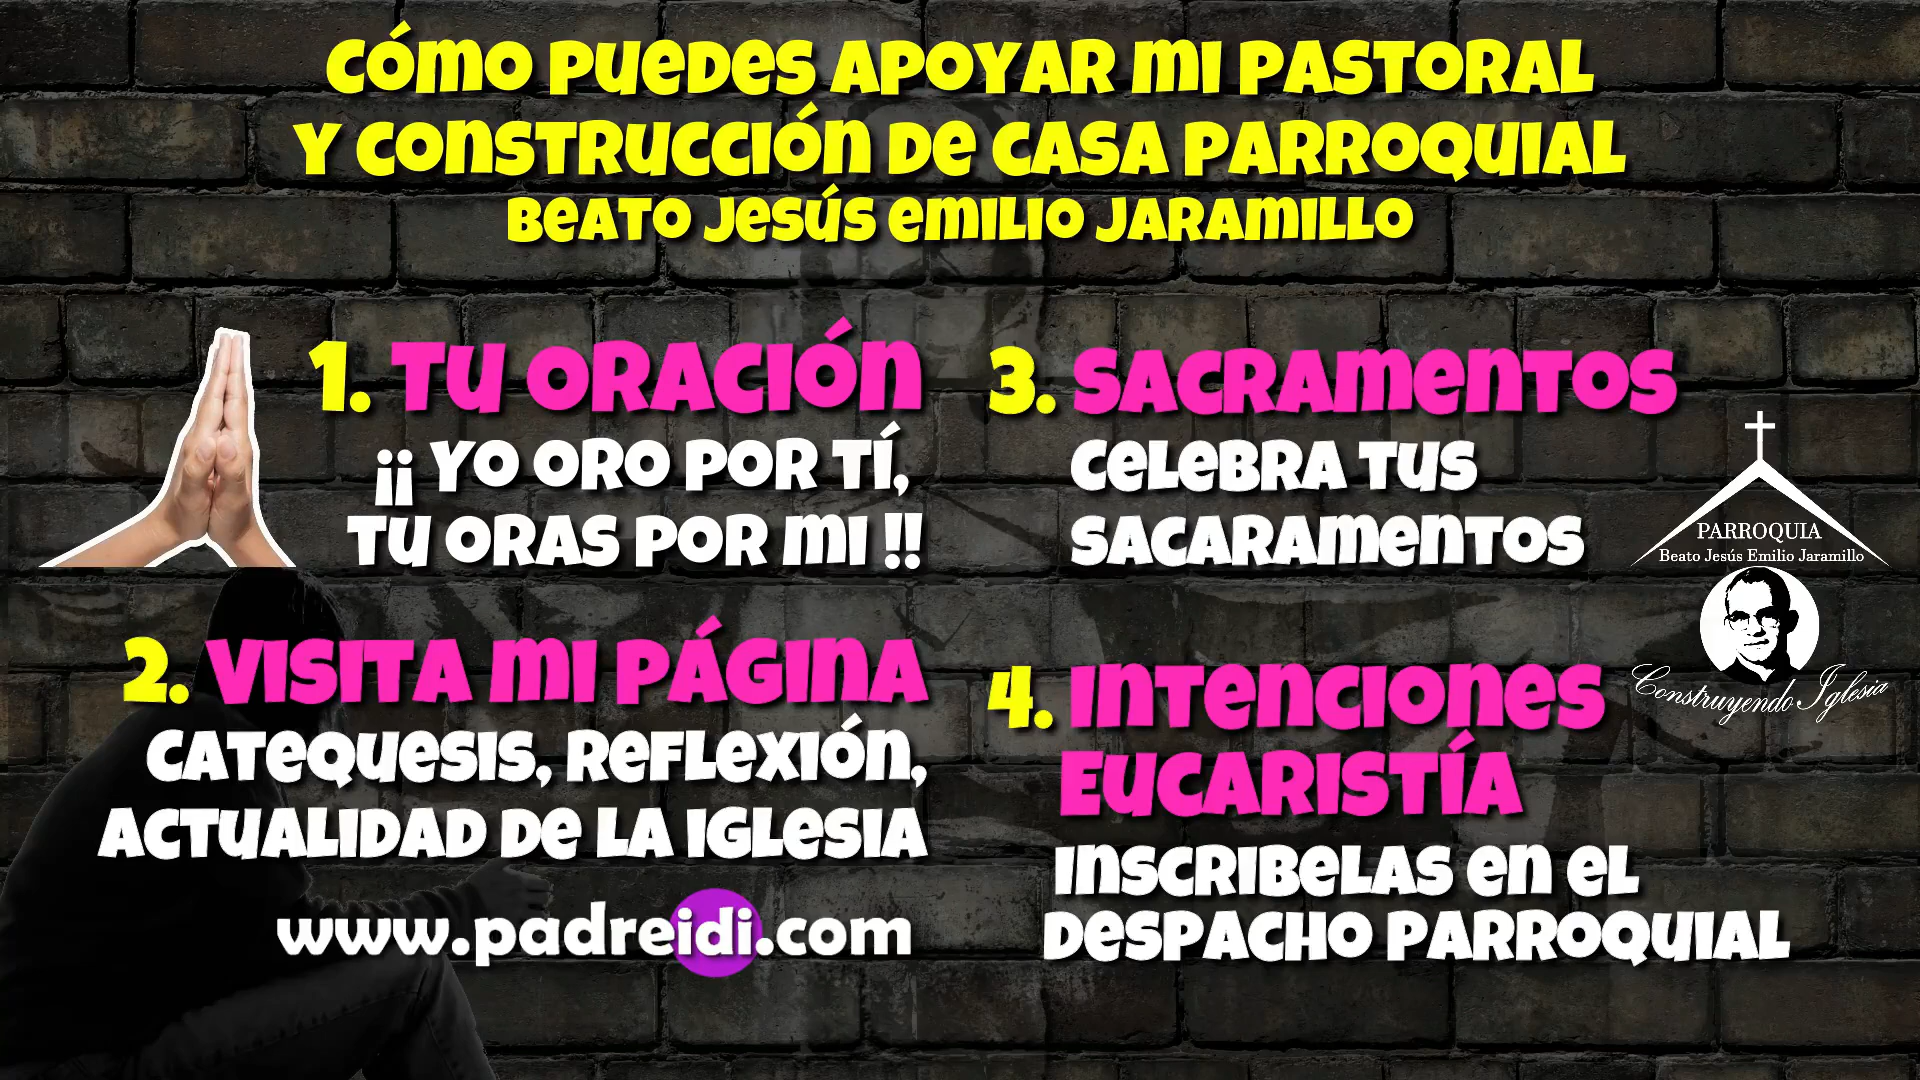 CÓMO PUEDES APOYAR MI PASTORAL
Y CONSTRUCCIÓN DE CASA PARROQUIAL
BEATO JESÚS EMILIO JARAMILLO
1. TU ORACIÓN
¡¡ YO ORO POR TÍ,
TU ORAS POR MI !!
2. VISITA MI PÁGINA
CATEQUESIS, REFLEXIÓN,
ACTUALIDAD DE LA IGLESIA
www.padreidi.com
3. SACRAMENTOS
CELEBRA TUS
SACARAMENTOS
4. INTENCIONES
EUCARISTÍA
INSCRIBELAS EN EL
DESPACHO PARROQUIAL
PARROQUIA
Beato Jesús Emilio Jaramillo
Construyendo Iglesia